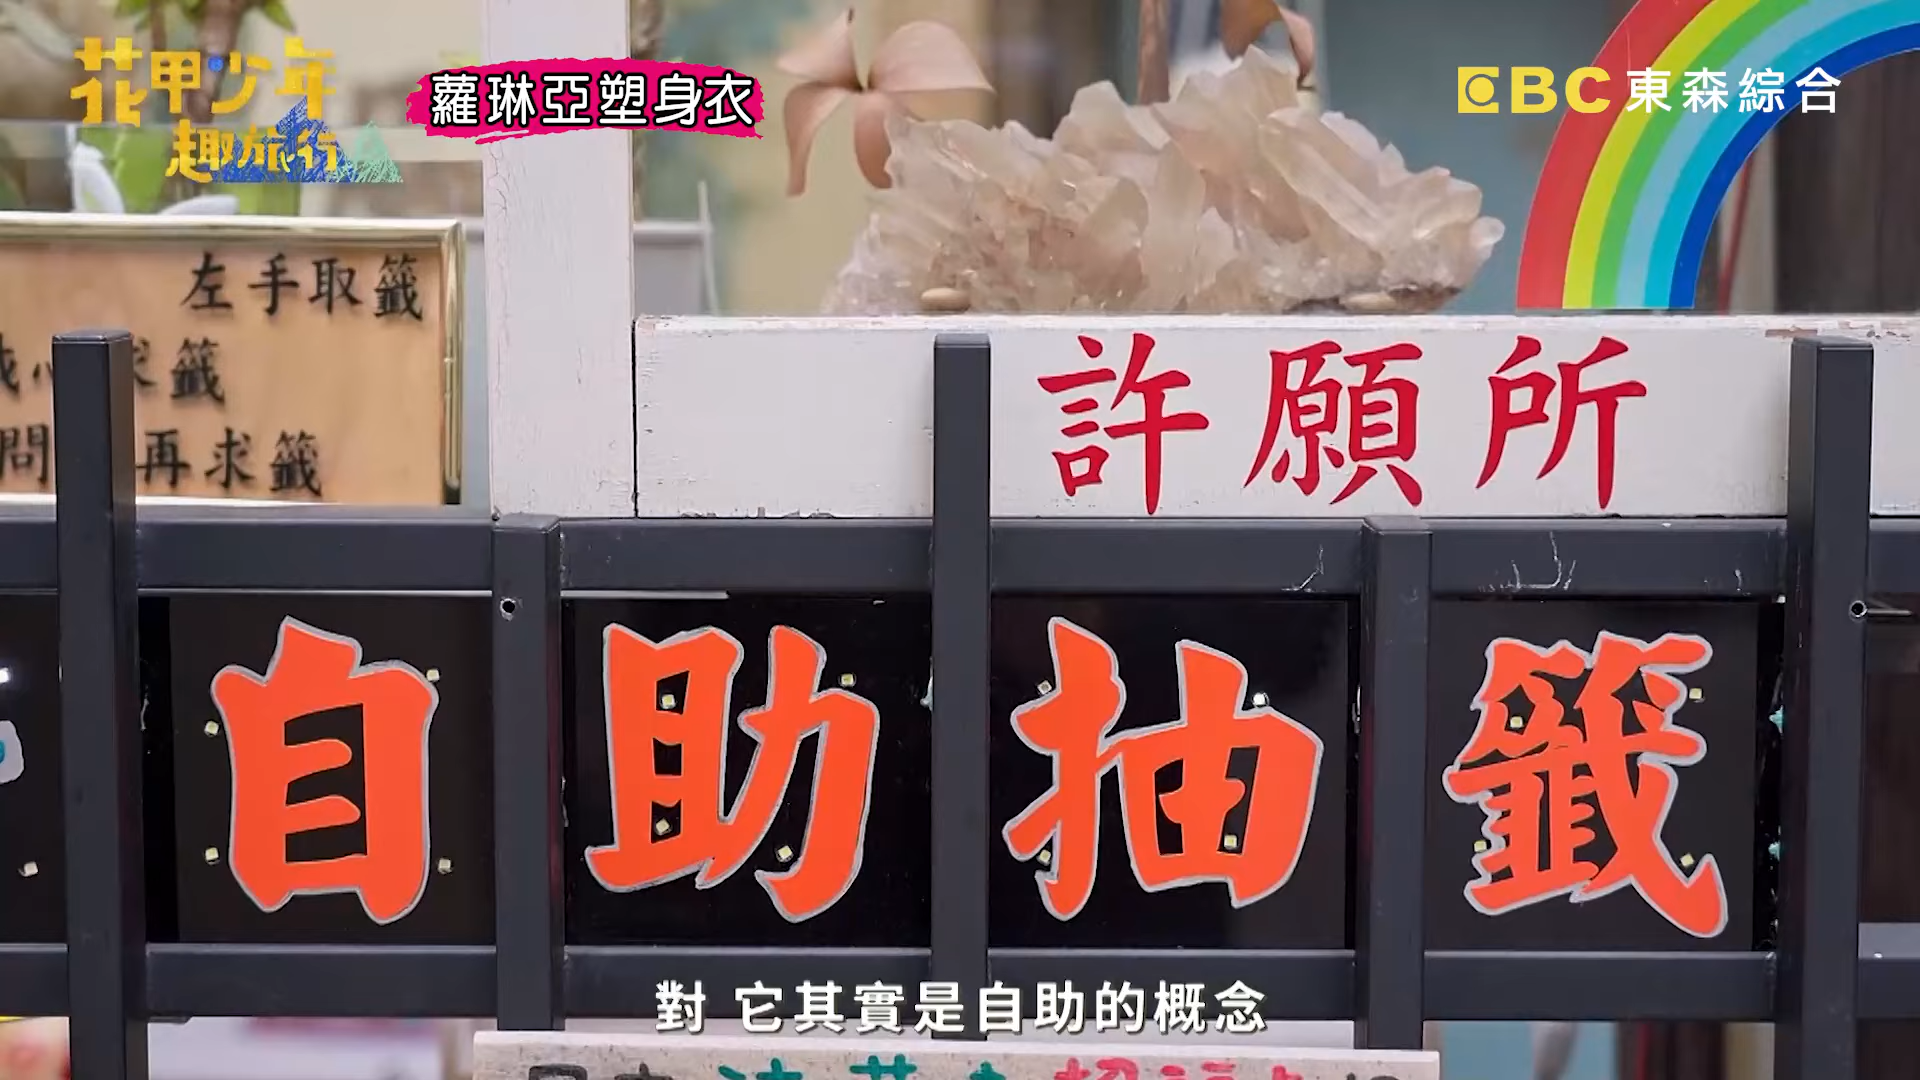 花甲少年
趣旅行
蘿琳亞塑身衣
EBC 東森綜合
左手取籤
求籤
問 再求籤
許願所
自助抽籤
對 它其實是自助的概念